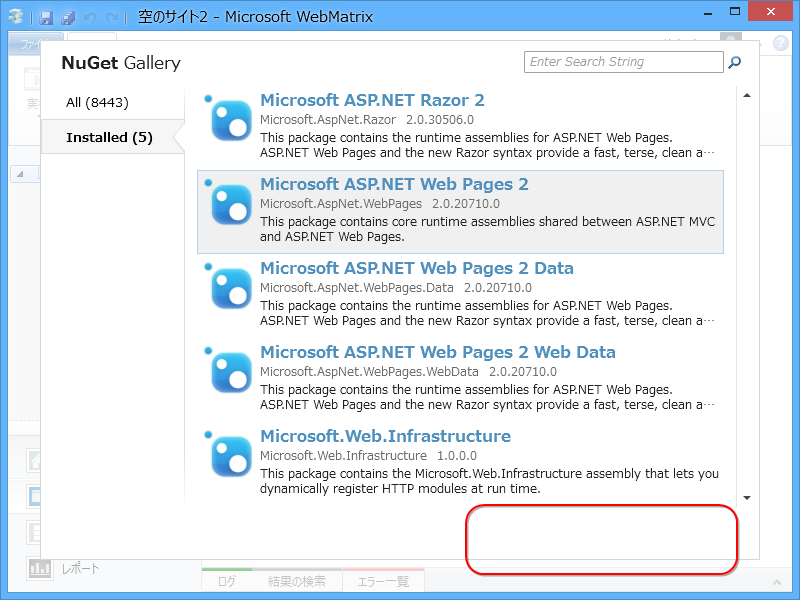 空のサイト2 - Microsoft WebMatrix
NuGet Gallery
Enter Search String
All (8443)
Installed (5)
Microsoft ASP.NET Razor 2
Microsoft.AspNet.Razor 2.0.30506.0
This package contains the runtime assemblies for ASP.NET Web Pages.
ASP.NET Web Pages and the new Razor syntax provide a fast, terse, clean a…
Microsoft ASP.NET Web Pages 2
Microsoft.AspNet.WebPages 2.0.20710.0
This package contains core runtime assemblies shared between ASP.NET MVC
and ASP.NET Web Pages.
Microsoft ASP.NET Web Pages 2 Data
Microsoft.AspNet.WebPages.Data 2.0.20710.0
This package contains the runtime assemblies for ASP.NET Web Pages.
ASP.NET Web Pages and the new Razor syntax provide a fast, terse, clean a…
Microsoft ASP.NET Web Pages 2 Web Data
Microsoft.AspNet.WebPages.WebData 2.0.20710.0
This package contains the runtime assemblies for ASP.NET Web Pages.
ASP.NET Web Pages and the new Razor syntax provide a fast, terse, clean a…
Microsoft.Web.Infrastructure
Microsoft.Web.Infrastructure 1.0.0.0
This package contains the Microsoft.Web.Infrastructure assembly that lets you
dynamically register HTTP modules at run time.
レポート
ログ 結果の検索 エラー一覧